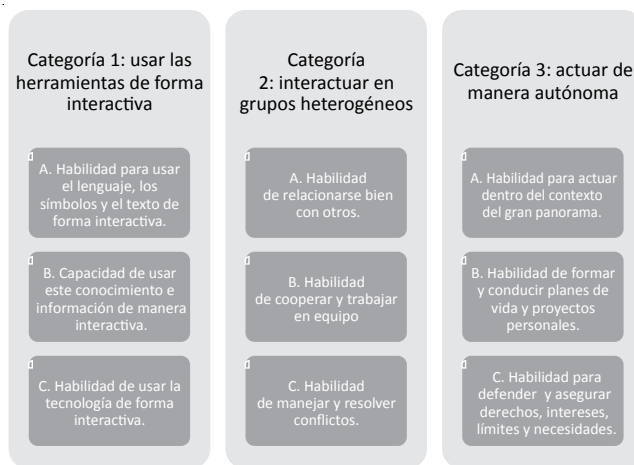 Categoría 1: usar las
herramientas de forma
interactiva
A. Habilidad para usar
el lenguaje, los
símbolos y el texto de
forma interactiva.
B. Capacidad de usar
este conocimiento e
información de manera
interactiva.
C. Habilidad de usar la
tecnología de forma
interactiva.
Categoría
2: interactuar en
grupos heterogéneos
A. Habilidad
de relacionarse bien
con otros.
B. Habilidad
de cooperar y trabajar
en equipo
C. Habilidad
de manejar y resolver
conflictos.
Categoría 3: actuar de
manera autónoma
A. Habilidad para actuar
dentro del contexto
del gran panorama.
B. Habilidad de formar
y conducir planes de
vida y proyectos
personales.
C. Habilidad para
defender y asegurar
derechos, intereses,
límites y necesidades.